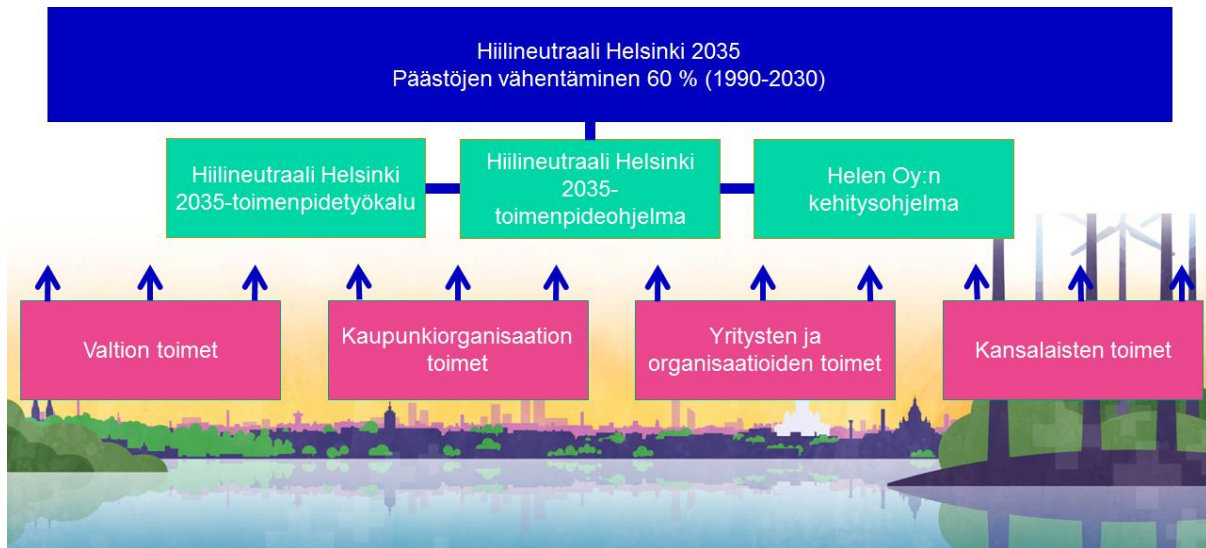 Hiilineutraali Helsinki 2035
Päästöjen vähentäminen 60 % (1990-2030)
Hiilineutraali Helsinki
2035-toimenpidetyökalu
Hiilineutraali Helsinki
2035-
toimenpideohjelma
Helen Oy:n
kehitysohjelma
Valtion toimet
Kaupunkiorganisaation
toimet
Yritysten ja
organisaatioiden toimet
Kansalaisten toimet